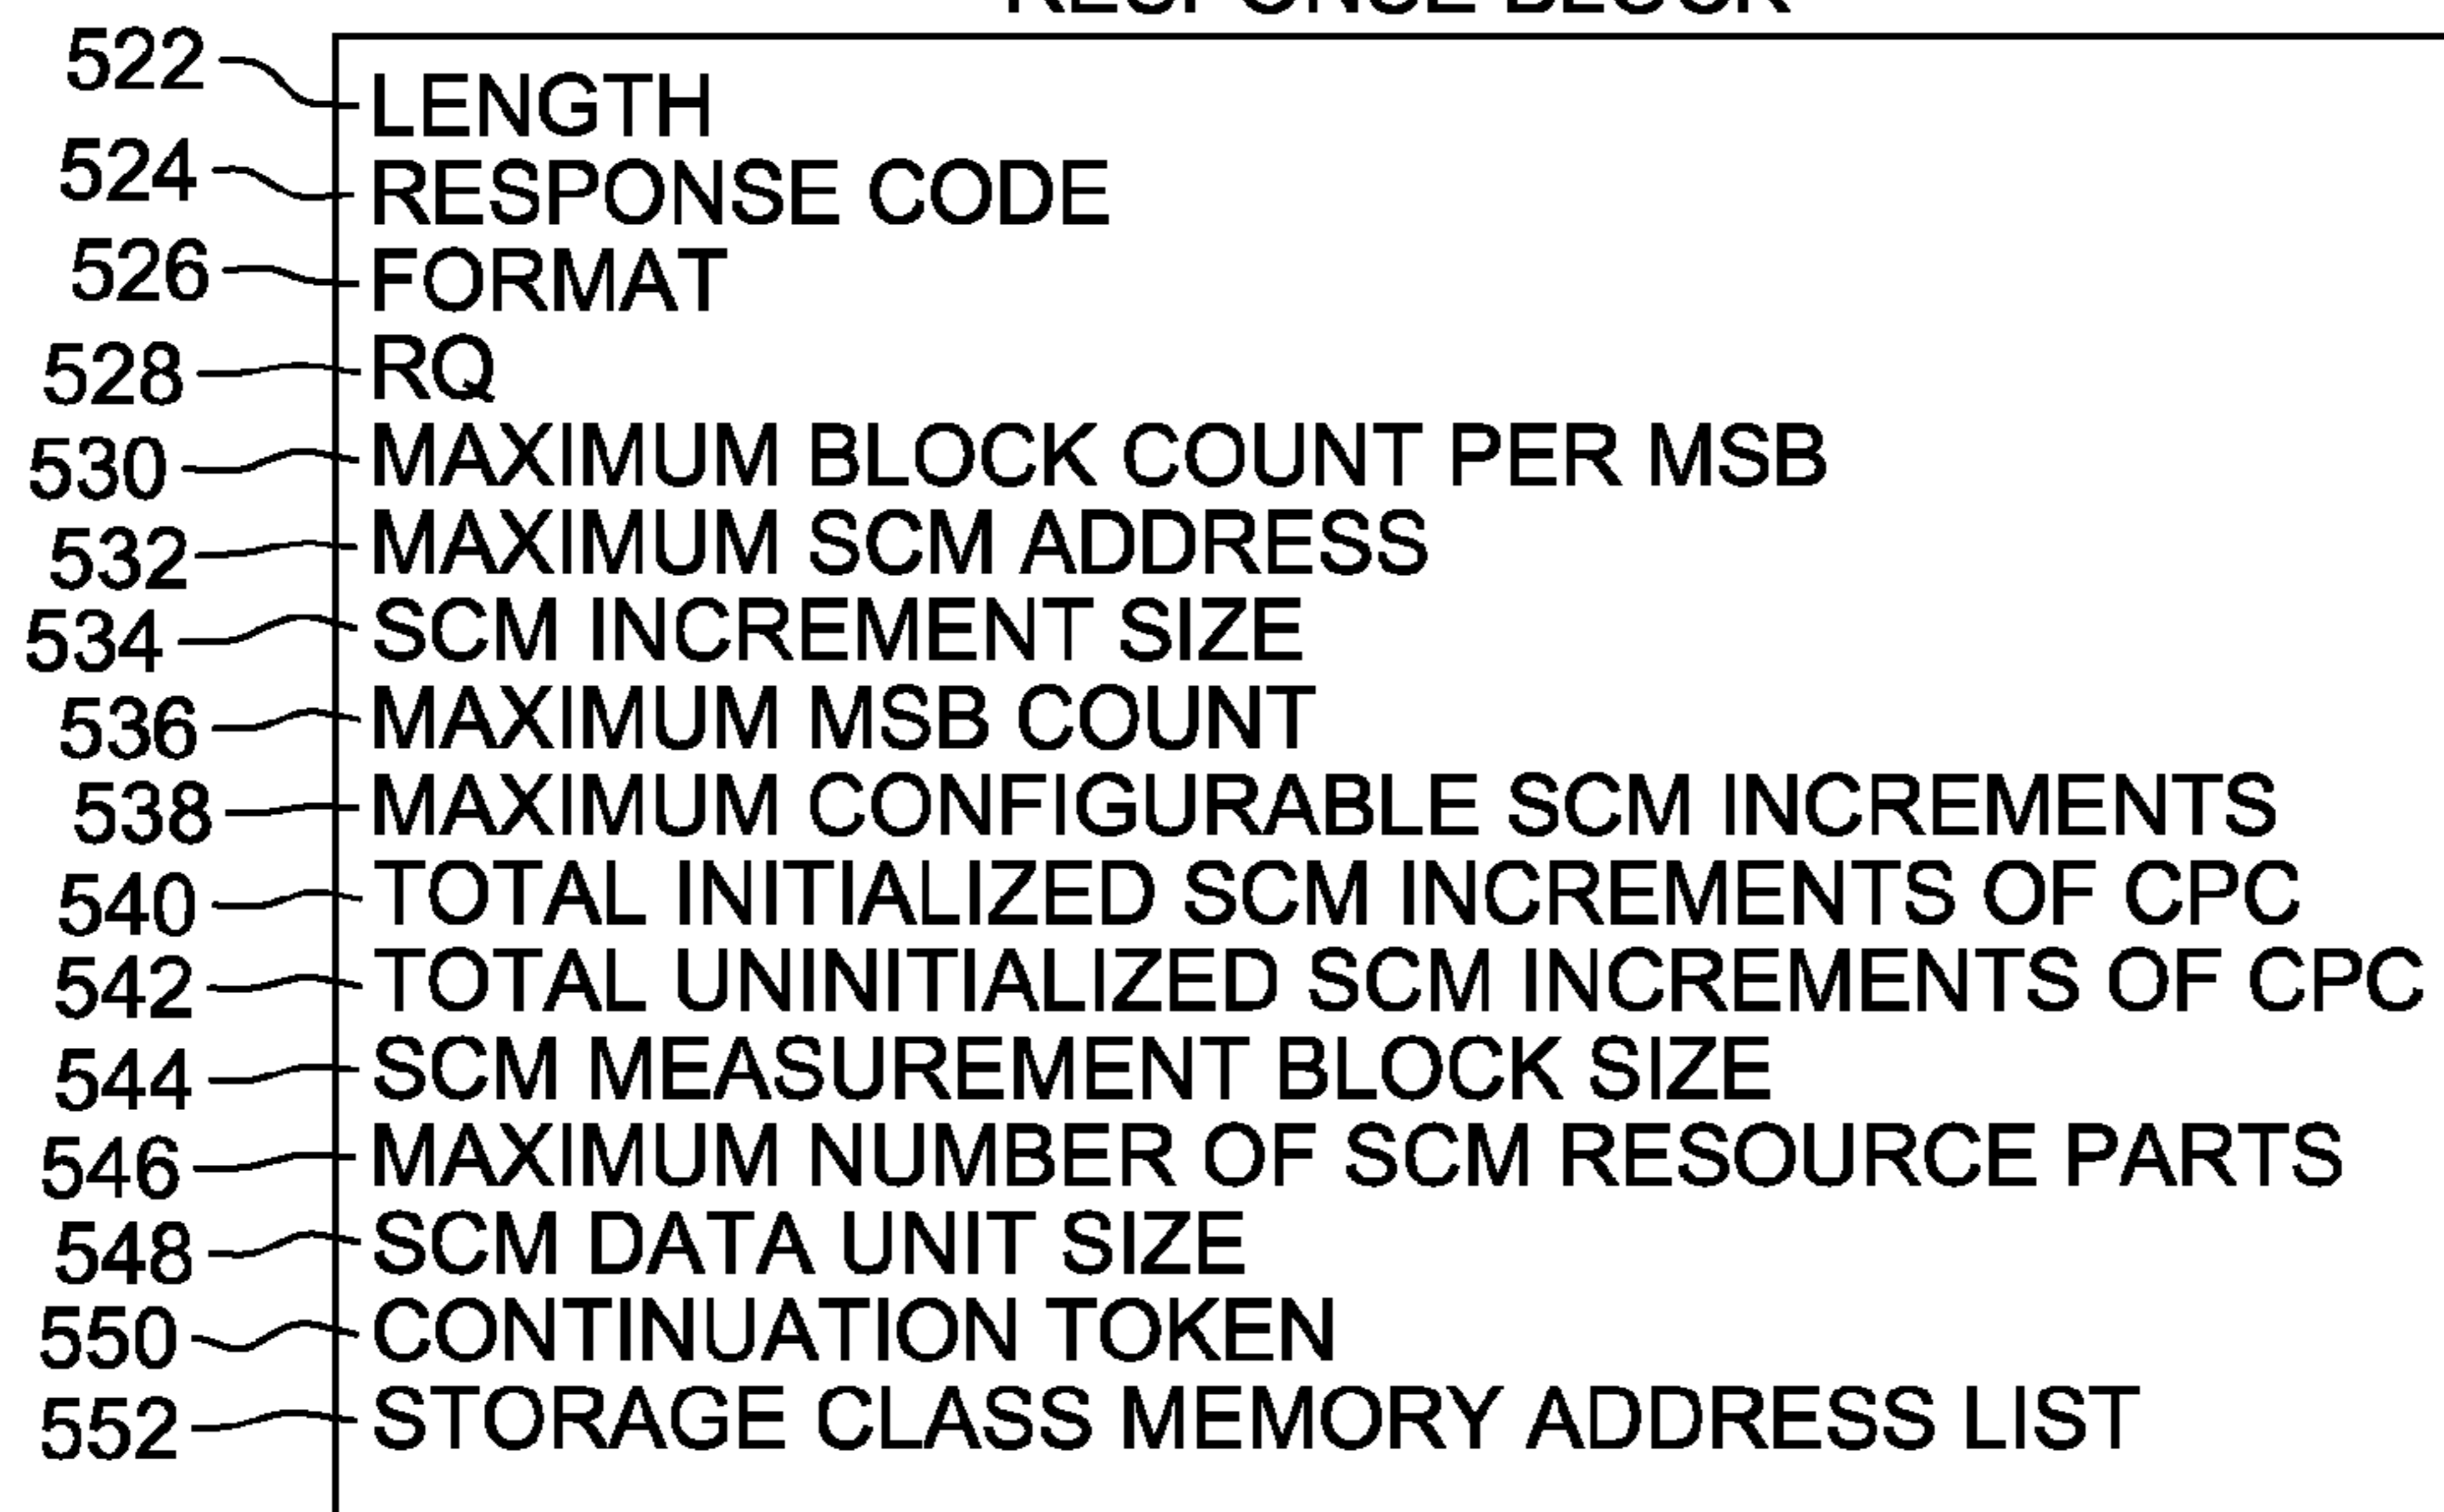 RESPONSE BLOCK
522 LENGTH
524 RESPONSE CODE
526 FORMAT
528 RQ
530 MAXIMUM BLOCK COUNT PER MSB
532 MAXIMUM SCM ADDRESS
534 SCM INCREMENT SIZE
536 MAXIMUM MSB COUNT
538 MAXIMUM CONFIGURABLE SCM INCREMENTS
540 TOTAL INITIALIZED SCM INCREMENTS OF CPC
542 TOTAL UNINITIALIZED SCM INCREMENTS OF CPC
544 SCM MEASUREMENT BLOCK SIZE
546 MAXIMUM NUMBER OF SCM RESOURCE PARTS
548 SCM DATA UNIT SIZE
550 CONTINUATION TOKEN
552 STORAGE CLASS MEMORY ADDRESS LIST